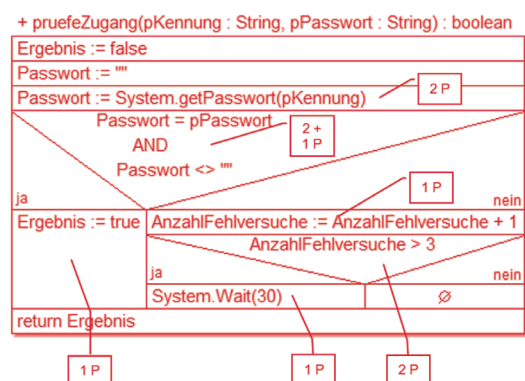 + pruefeZugang(pKennung : String, pPasswort : String) : boolean
Ergebnis := false
Passwort := ""
Passwort := System.getPasswort(pKennung)
2 P
Passwort = pPasswort
AND
Passwort <> ""
2 +
1 P
1 P
ja
nein
Ergebnis := true
AnzahlFehlversuche := AnzahlFehlversuche + 1
AnzahlFehlversuche > 3
ja
nein
System.Wait(30)
Ø
return Ergebnis
1 P
1 P
2 P